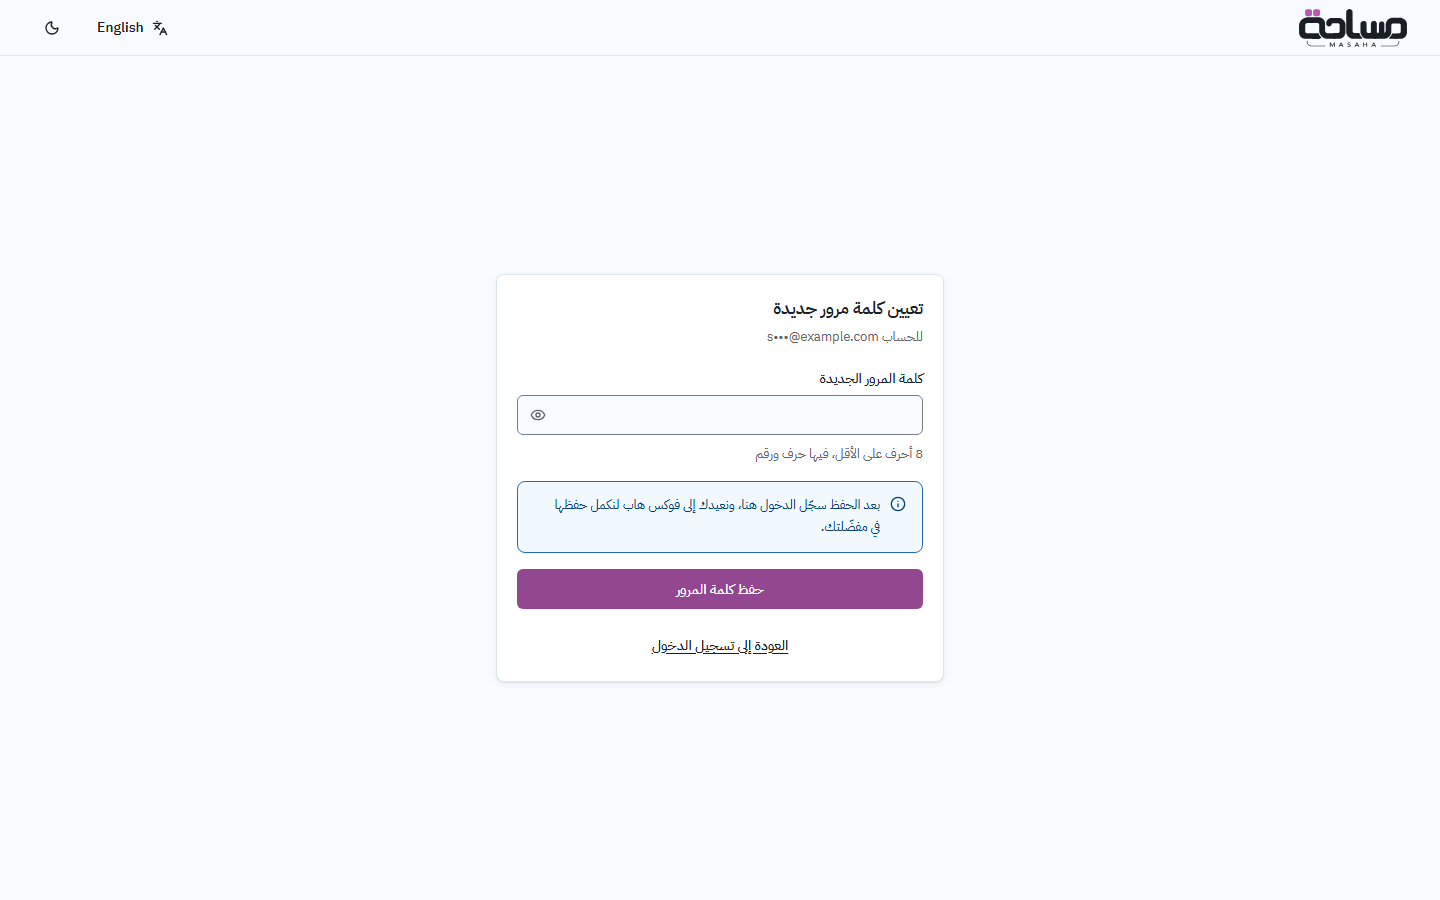 مساحة
MASAHA
English
تعيين كلمة مرور جديدة
للحساب s•••@example.com
كلمة المرور الجديدة
8 أحرف على الأقل، فيها حرف ورقم
بعد الحفظ سجّل الدخول هنا، ونعيدك إلى فوكس هاب لنكمل حفظها
في مفضّلتك.
حفظ كلمة المرور
العودة إلى تسجيل الدخول